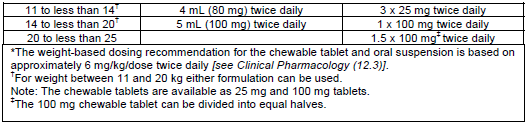 11 to less than 14† 4 mL (80 mg) twice daily 3 x 25 mg twice daily
14 to less than 20† 5 mL (100 mg) twice daily 1 x 100 mg twice daily
20 to less than 25 1.5 x 100 mg‡ twice daily
*The weight-based dosing recommendation for the chewable tablet and oral suspension is based on
approximately 6 mg/kg/dose twice daily [see Clinical Pharmacology (12.3)].
†For weight between 11 and 20 kg either formulation can be used.
Note: The chewable tablets are available as 25 mg and 100 mg tablets.
‡The 100 mg chewable tablet can be divided into equal halves.